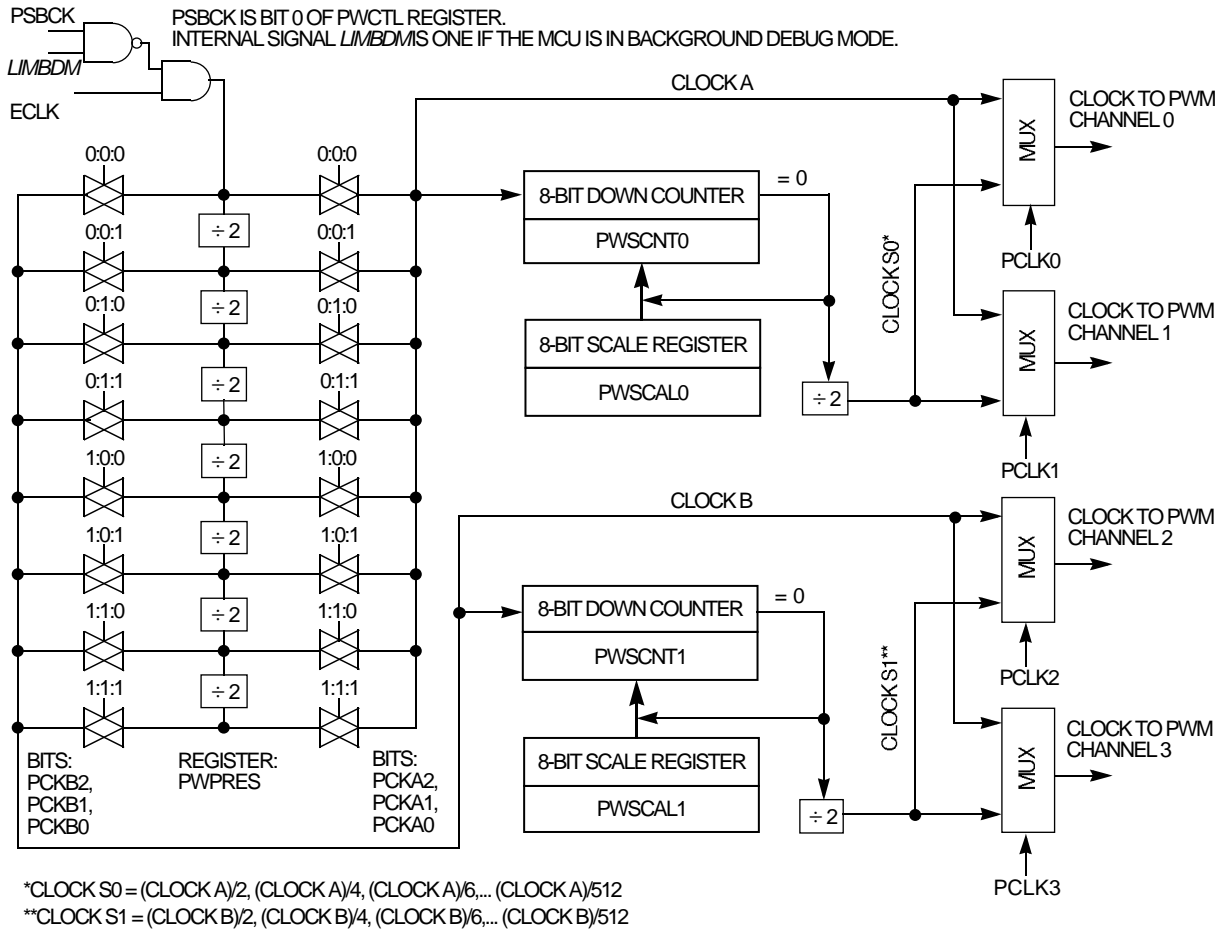 PSBCK
PSBCK IS BIT 0 OF PWCTL REGISTER.
INTERNAL SIGNAL LIMBDM IS ONE IF THE MCU IS IN BACKGROUND DEBUG MODE.
LIMBDM
ECLK
CLOCK A
CLOCK TO PWM
CHANNEL 0
MUX
PCLK0
0:0:0
0:0:0
8-BIT DOWN COUNTER
= 0
PWSCNT0
÷ 2
0:0:1
0:0:1
CLOCK S0*
÷ 2
0:1:0
0:1:0
8-BIT SCALE REGISTER
PWSCAL0
CLOCK TO PWM
CHANNEL 1
MUX
PCLK1
÷ 2
0:1:1
0:1:1
÷ 2
÷ 2
1:0:0
1:0:0
CLOCK B
CLOCK TO PWM
CHANNEL 2
MUX
PCLK2
÷ 2
1:0:1
1:0:1
8-BIT DOWN COUNTER
= 0
PWSCNT1
÷ 2
1:1:0
1:1:0
CLOCK S1**
÷ 2
1:1:1
1:1:1
CLOCK TO PWM
CHANNEL 3
MUX
PCLK3
8-BIT SCALE REGISTER
PWSCAL1
÷ 2
BITS:
PCKB2,
PCKB1,
PCKB0
REGISTER:
PWPRES
BITS:
PCKA2,
PCKA1,
PCKA0
*CLOCK S0 = (CLOCK A)/2, (CLOCK A)/4, (CLOCK A)/6,... (CLOCK A)/512
**CLOCK S1 = (CLOCK B)/2, (CLOCK B)/4, (CLOCK B)/6,... (CLOCK B)/512